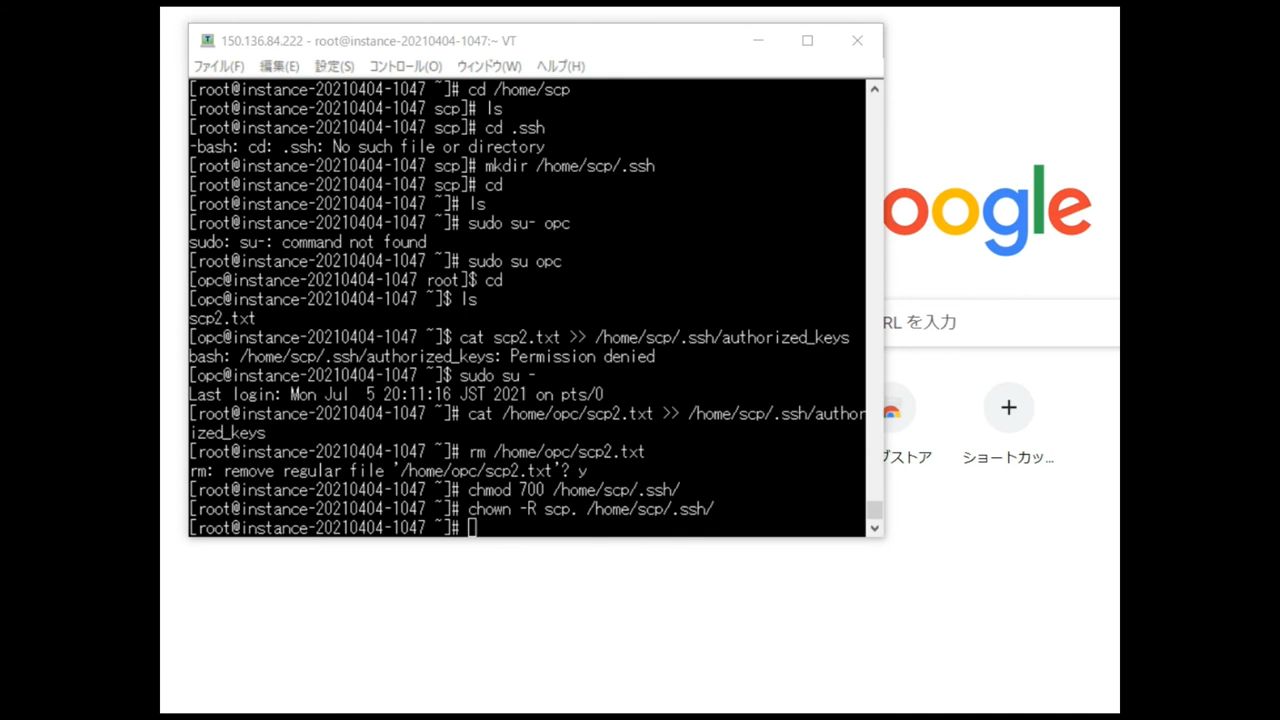 150.136.84.222 - root@instance-20210404-1047:~ VT
ファイル(F) 編集(E) 設定(S) コントロール(O) ウィンドウ(W) ヘルプ(H)
[root@instance-20210404-1047 ~]# cd /home/scp
[root@instance-20210404-1047 scp]# ls
[root@instance-20210404-1047 scp]# cd .ssh
-bash: cd: .ssh: No such file or directory
[root@instance-20210404-1047 scp]# mkdir /home/scp/.ssh
[root@instance-20210404-1047 scp]# cd
[root@instance-20210404-1047 ~]# ls
[root@instance-20210404-1047 ~]# sudo su- opc
sudo: su-: command not found
[root@instance-20210404-1047 ~]# sudo su opc
[opc@instance-20210404-1047 root]$ cd
[opc@instance-20210404-1047 ~]$ ls
scp2.txt
[opc@instance-20210404-1047 ~]$ cat scp2.txt >> /home/scp/.ssh/authorized_keys
bash: /home/scp/.ssh/authorized_keys: Permission denied
[opc@instance-20210404-1047 ~]$ sudo su -
Last login: Mon Jul  5 20:11:16 JST 2021 on pts/0
[root@instance-20210404-1047 ~]# cat /home/opc/scp2.txt >> /home/scp/.ssh/author
ized_keys
[root@instance-20210404-1047 ~]# rm /home/opc/scp2.txt
rm: remove regular file '/home/opc/scp2.txt'? y
[root@instance-20210404-1047 ~]# chmod 700 /home/scp/.ssh/
[root@instance-20210404-1047 ~]# chown -R scp. /home/scp/.ssh/
[root@instance-20210404-1047 ~]#
oogle
RL を入力
ブストア
ショートカッ...